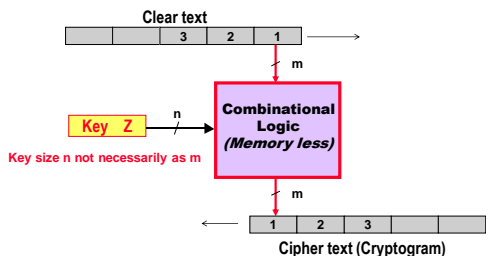 Clear text
3 2 1
m
Key Z
n
Combinational
Logic
(Memory less)
Key size n not necessarily as m
m
1 2 3
Cipher text (Cryptogram)